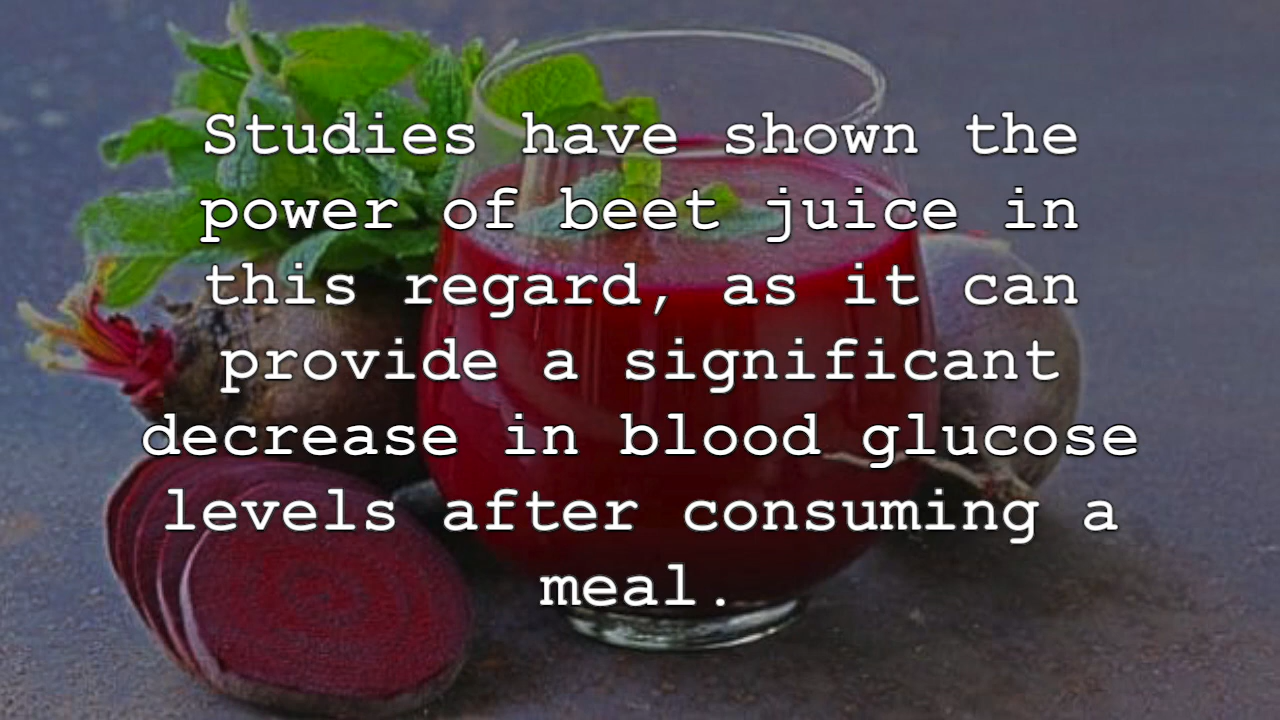 Studies have shown the
power of beet juice in
this regard, as it can
provide a significant
decrease in blood glucose
levels after consuming a
meal.